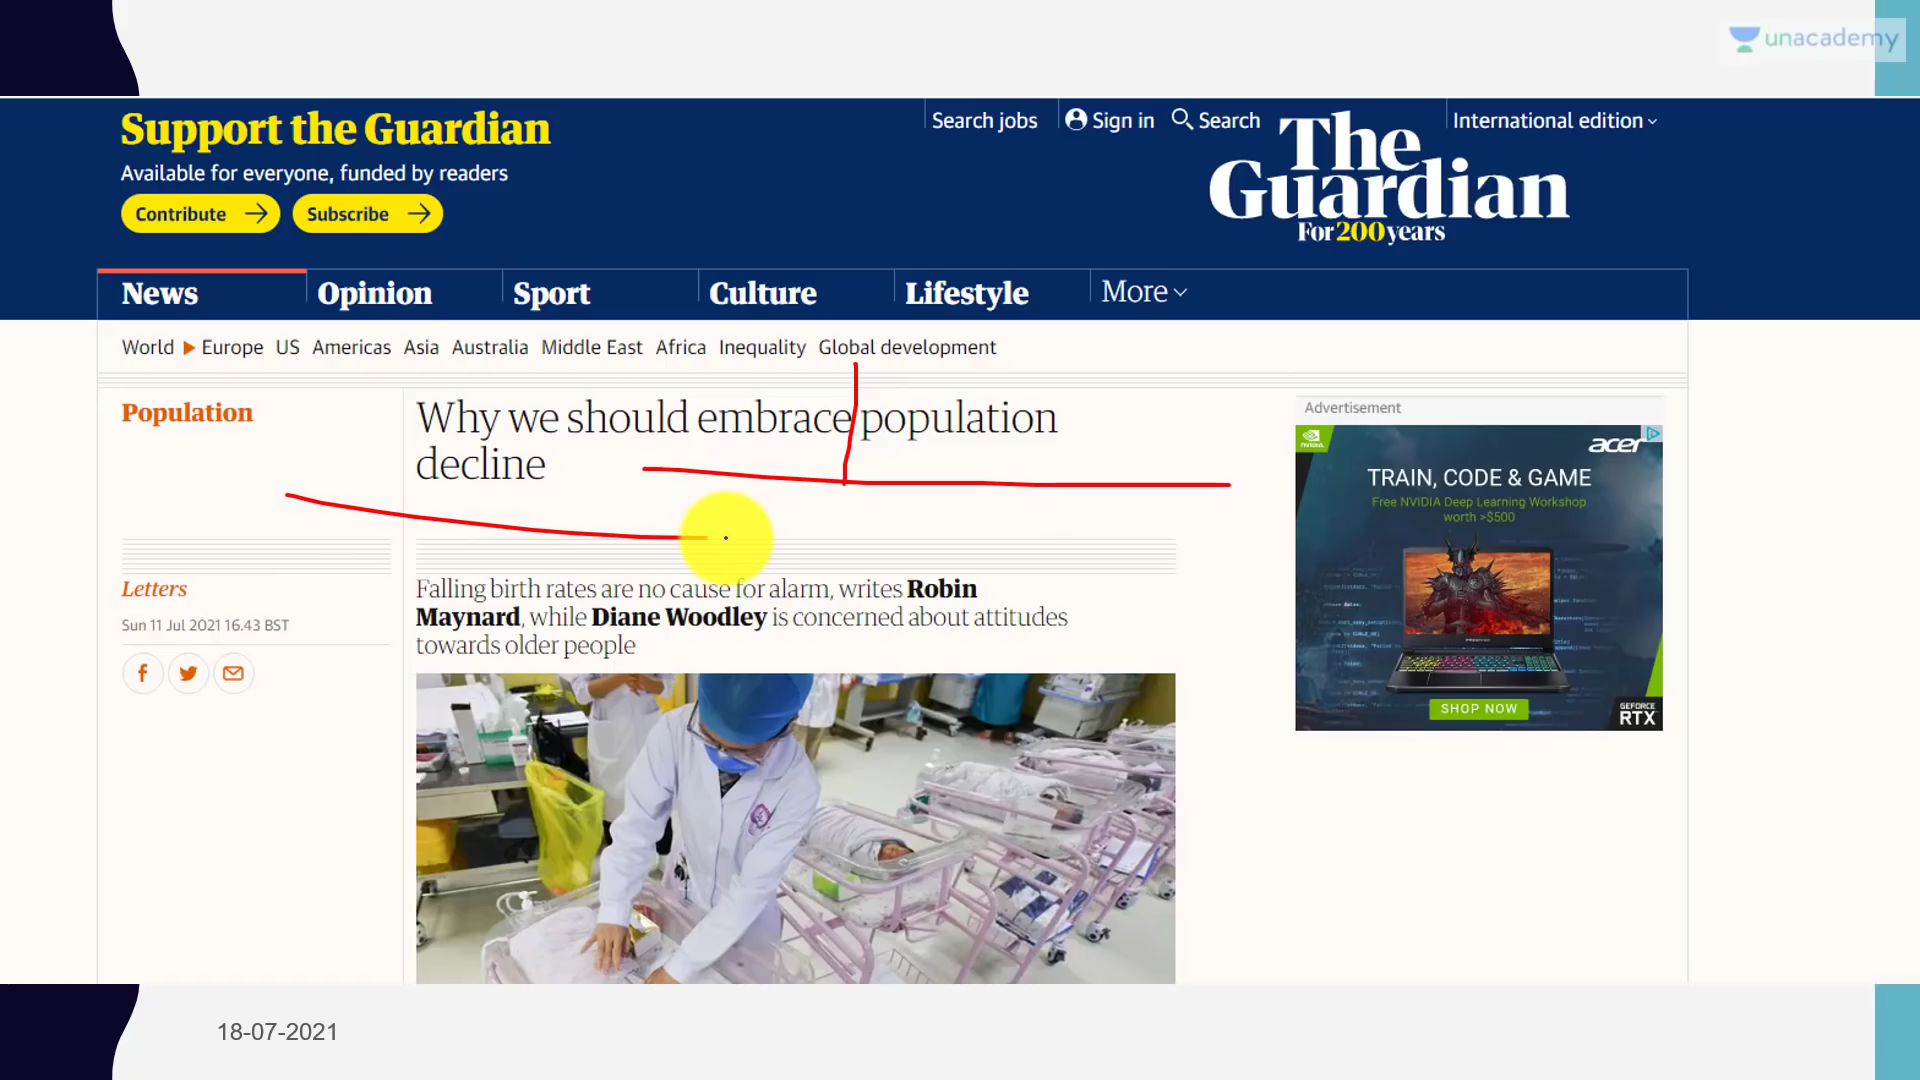 unacademy
Support the Guardian
Available for everyone, funded by readers
Contribute
Subscribe
Search jobs
Sign in
Search
International edition
The
Guardian
For 200 years
News
Opinion
Sport
Culture
Lifestyle
More
World Europe US Americas Asia Australia Middle East Africa Inequality Global development
Population
Why we should embrace population
decline
Letters
Sun 11 Jul 2021 16.43 BST
Falling birth rates are no cause for alarm, writes Robin
Maynard, while Diane Woodley is concerned about attitudes
towards older people
Advertisement
NVIDIA
acer
TRAIN, CODE & GAME
Free NVIDIA Deep Learning Workshop
worth >$500
SHOP NOW
GEFORCE
RTX
18-07-2021